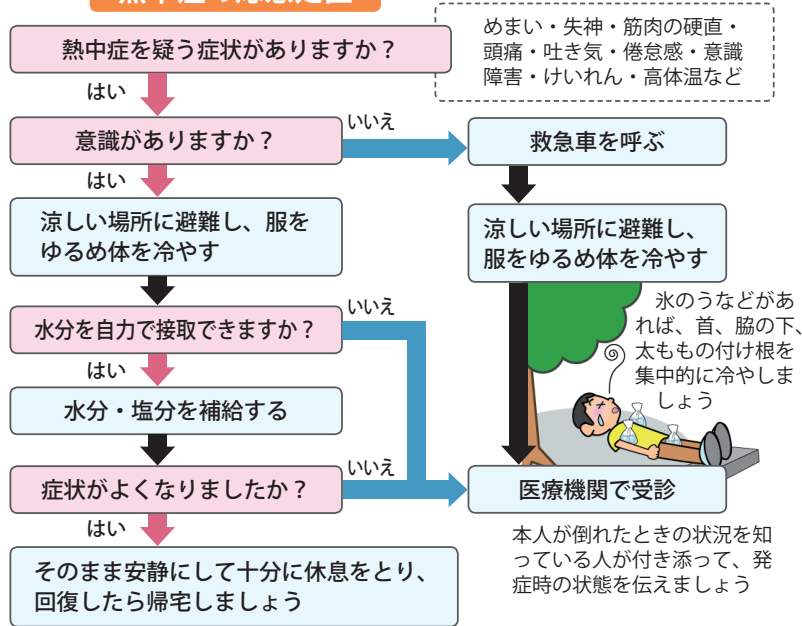 熱中症を疑う症状がありますか？
めまい・失神・筋肉の硬直・
頭痛・吐き気・倦怠感・意識
障害・けいれん・高体温など
はい
意識がありますか？
いいえ
救急車を呼ぶ
はい
涼しい場所に避難し、服を
ゆるめ体を冷やす
涼しい場所に避難し、
服をゆるめ体を冷やす
氷のうなどがあ
れば、首、脇の下、
太ももの付け根を
集中的に冷やしま
しょう
水分を自力で接取できますか？
いいえ
はい
水分・塩分を補給する
症状がよくなりましたか？
いいえ
医療機関で受診
はい
本人が倒れたときの状況を知
っている人が付き添って、発
症時の状態を伝えましょう
そのまま安静にして十分に休息をとり、
回復したら帰宅しましょう